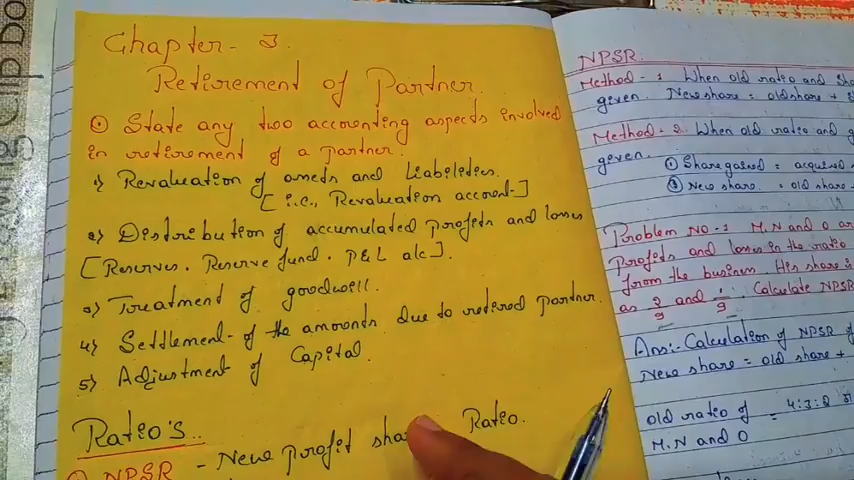 Chapter - 3.
Retirement of Partner.
State any two accounting aspects involved
in retirement of a partner.
1) Revaluation of assets and Liabilities.
[i.e., Revaluation account-]
2) Distribution of accumulated profits and losses
[Reserves. Reserve fund. P&L a/c].
3) Treatment of goodwill.
4) Settlement of the amounts due to retired partner.
5) Adjustment of Capital.
Ratio's
NPSR - New profit sha Ratio.
NPSR.
Method - 1 When old ratio and Sha
given. New share = old share +
Method = 2. When old ratio and g
given. ① Share gained = acquired
② New share. = old share +
Problem NO - 1 M, N and O are
Profits and losses in the ratio
from the business. His share is
as 2/9 and 1/9. Calculate NPSR
Ans:- Calculation of NPSR of
New share = old share +
old ratio of = 4:3:2
M, N and O